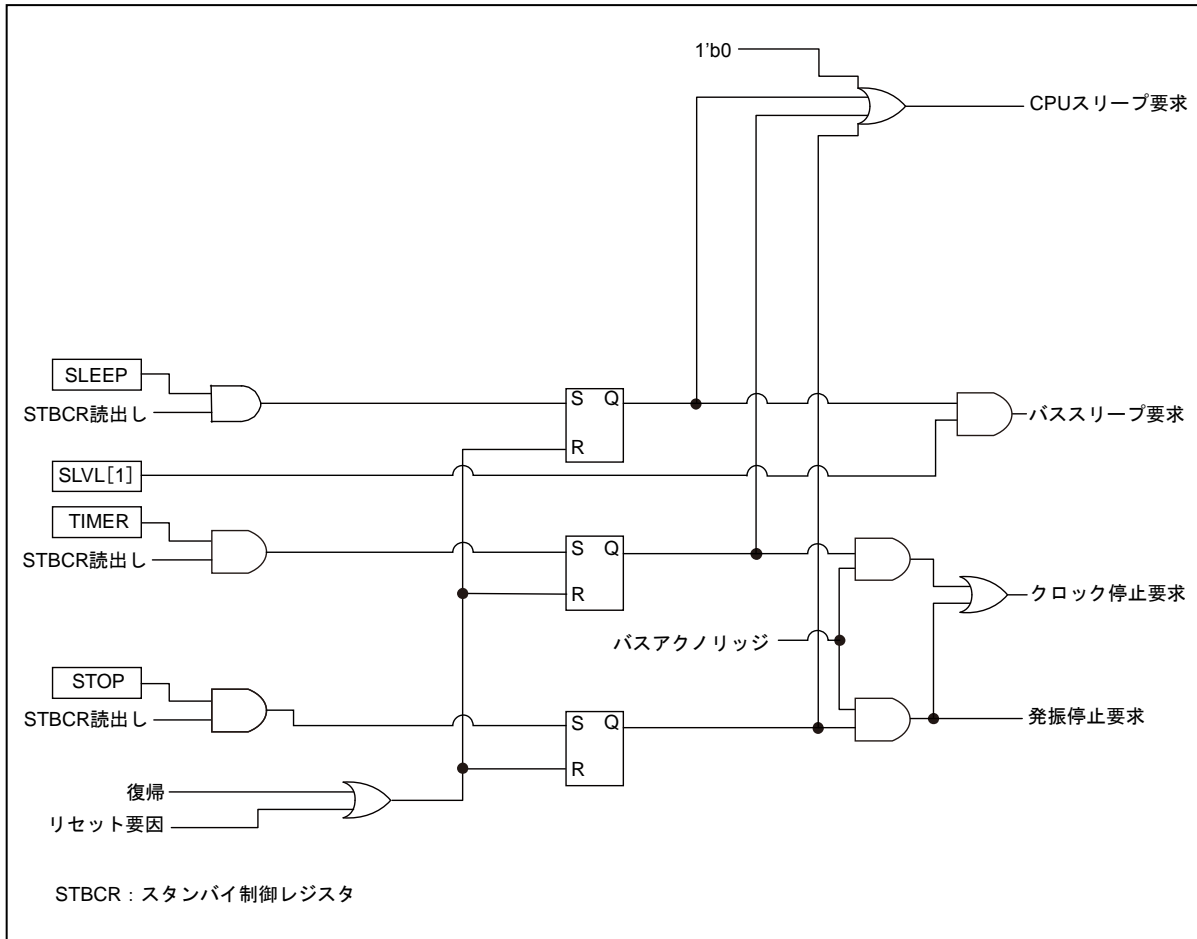 1'b0
CPUスリープ要求
SLEEP
STBCR読出し
S Q
R
バススリープ要求
SLVL[1]
TIMER
STBCR読出し
S Q
R
クロック停止要求
バスアクノリッジ
STOP
STBCR読出し
S Q
R
発振停止要求
復帰
リセット要因
STBCR：スタンバイ制御レジスタ